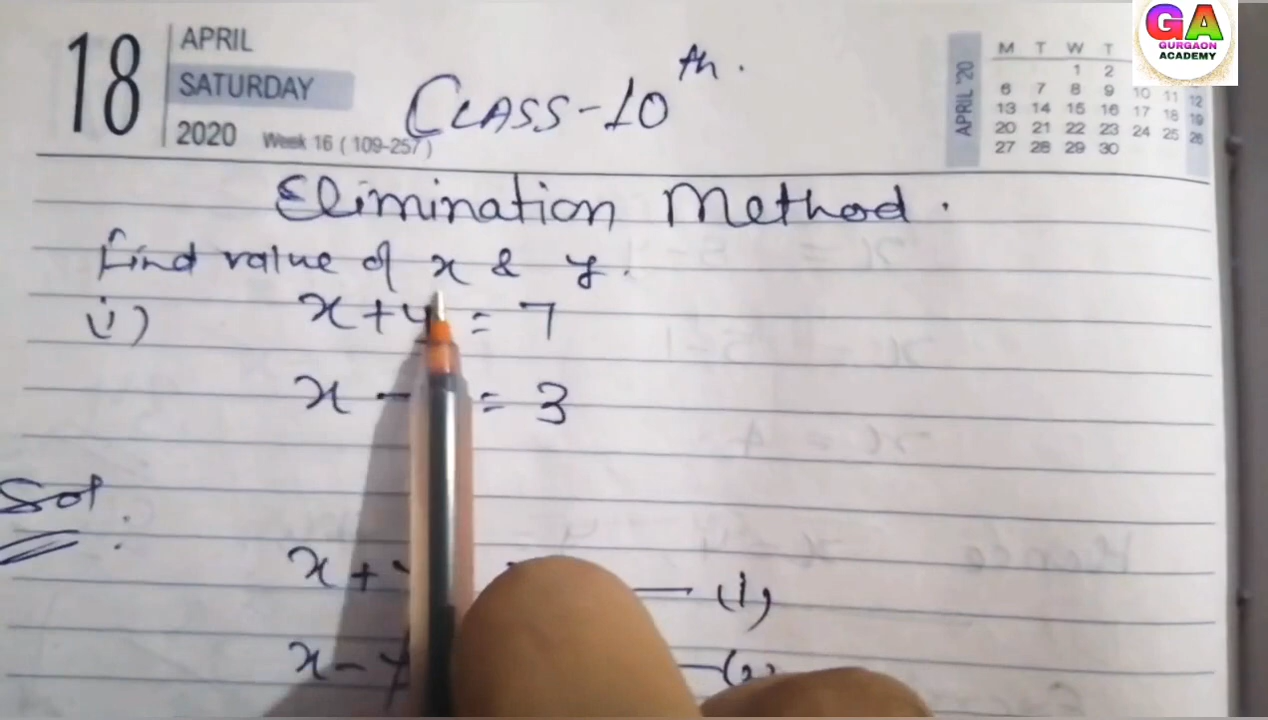 18
APRIL
SATURDAY
2020 Week 16 ( 109-257 )
CLASS-10th.
APRIL '20
M T W T
1 2
6 7 8 9 10 11 12
13 14 15 16 17 18 19
20 21 22 23 24 25 26
27 28 29 30
GA
GURGAON
ACADEMY
Elimination Method.
Find value of x & y.
(i) x+y = 7
x - = 3
Sol.
x + — (1)
x - y — (2)